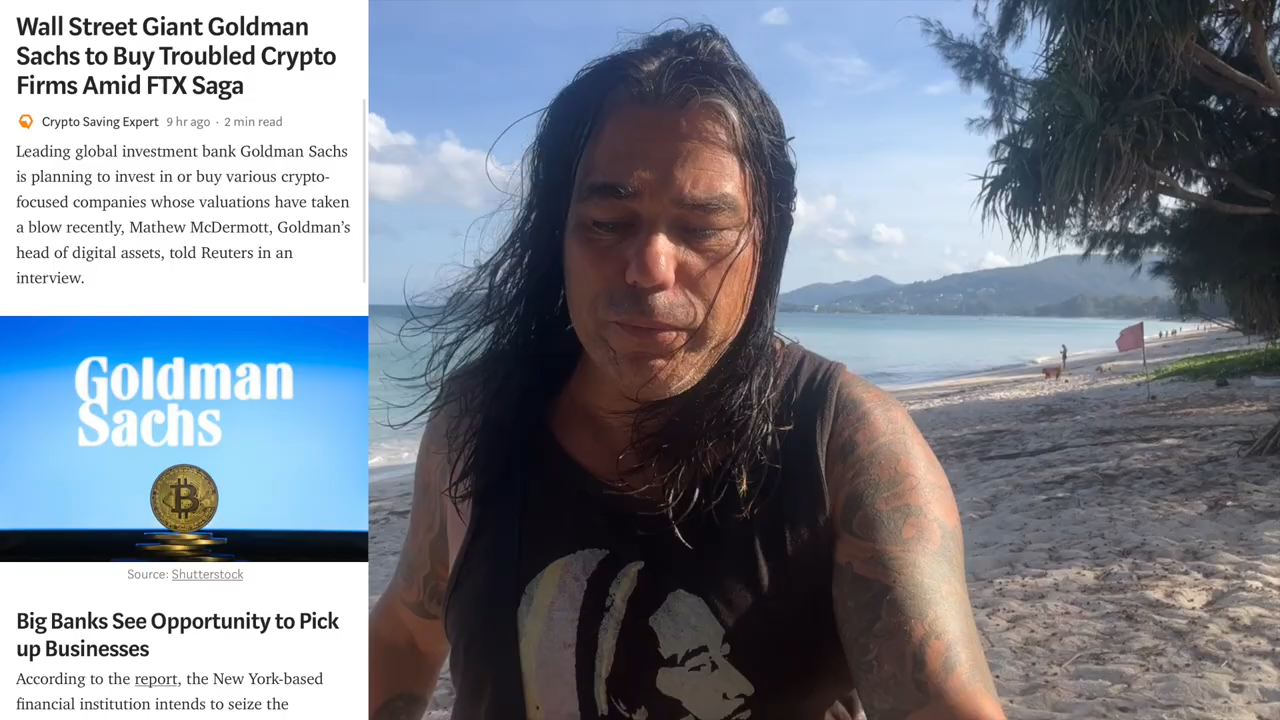 Wall Street Giant Goldman
Sachs to Buy Troubled Crypto
Firms Amid FTX Saga
Crypto Saving Expert 9 hr ago · 2 min read
Leading global investment bank Goldman Sachs
is planning to invest in or buy various crypto-
focused companies whose valuations have taken
a blow recently, Mathew McDermott, Goldman’s
head of digital assets, told Reuters in an
interview.
Goldman
Sachs
B
Source: Shutterstock
Big Banks See Opportunity to Pick
up Businesses
According to the report, the New York-based
financial institution intends to seize the